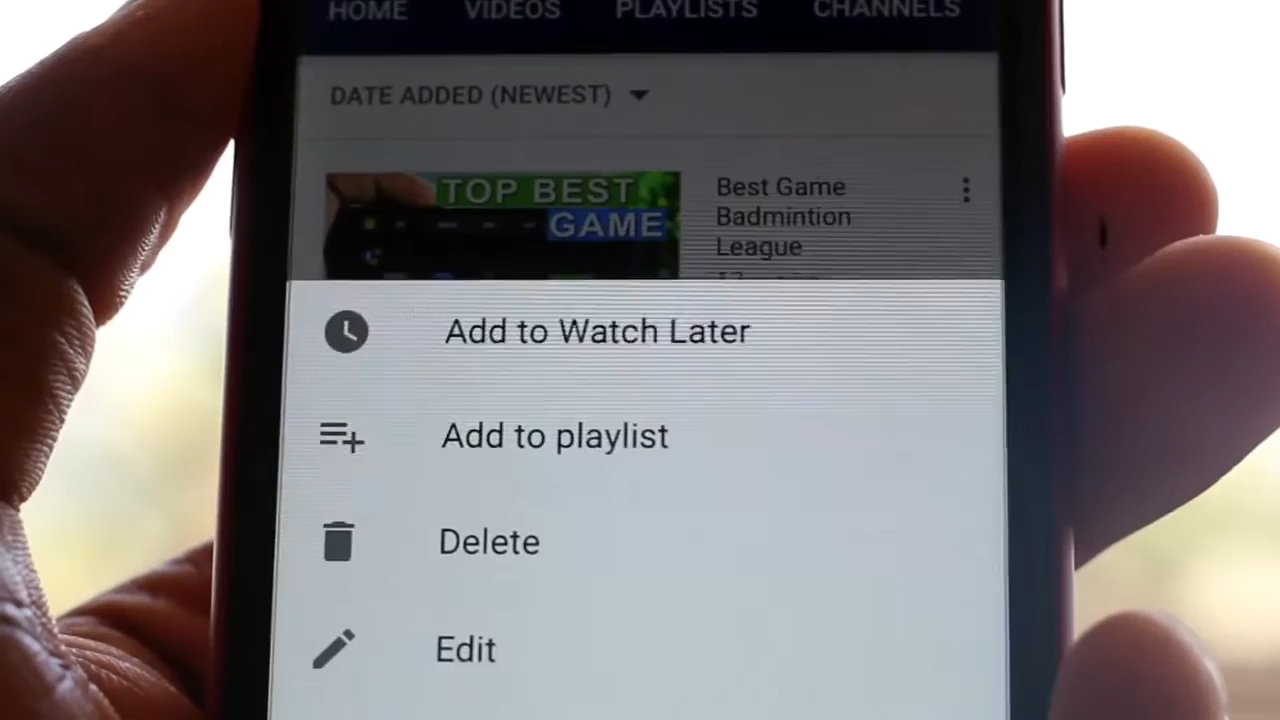 HOME VIDEOS PLAYLISTS CHANNELS
DATE ADDED (NEWEST)
TOP BEST
GAME
Best Game
Badmintion
League
Add to Watch Later
Add to playlist
Delete
Edit